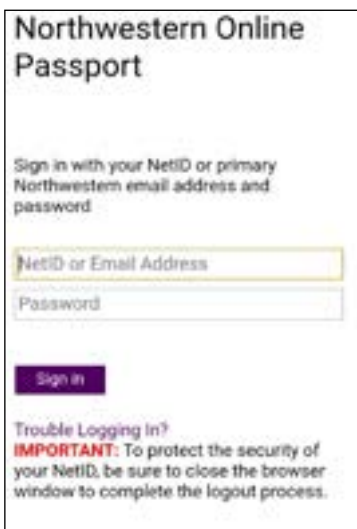 Northwestern Online
Passport
Sign in with your NetID or primary
Northwestern email address and
password
NetID or Email Address
Password
Sign in
Trouble Logging In?
IMPORTANT: To protect the security of
your NetID, be sure to close the browser
window to complete the logout process.